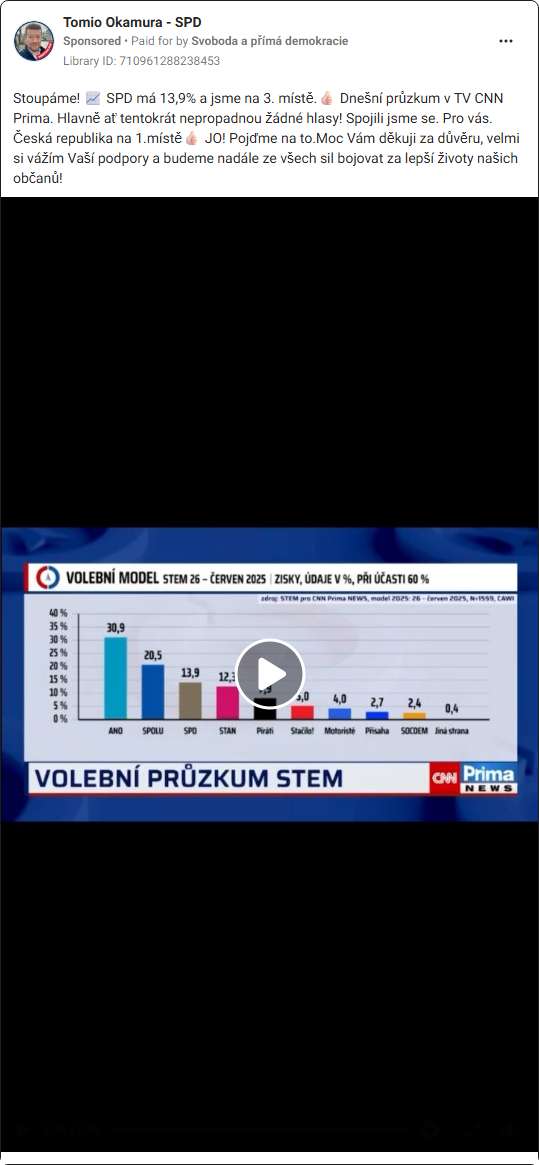 Tomio Okamura - SPD
Sponsored • Paid for by Svoboda a přímá demokracie
Library ID: 710961288238453
Stoupáme! 📈 SPD má 13,9% a jsme na 3. místě.👍🏻 Dnešní průzkum v TV CNN
Prima. Hlavně ať tentokrát nepropadnou žádné hlasy! Spojili jsme se. Pro vás.
Česká republika na 1.místě👍🏻 JO! Pojďme na to.Moc Vám děkuji za důvěru, velmi
si vážím Vaší podpory a budeme nadále ze všech sil bojovat za lepší životy našich
občanů!
VOLEBNÍ MODEL STEM 26 – ČERVEN 2025 | ZISKY, ÚDAJE V %, PŘI ÚČASTI 60 %
zdroj: STEM pro CNN Prima NEWS, model 2025: 26 - červen 2025, N=1559, CAWI
40 %
35 %
30 %
25 %
20 %
15 %
10 %
5 %
0 %
30,9 20,5 13,9 12,3 4,0 2,7 2,4 0,4
ANO SPOLU SPD STAN Piráti Stačilo! Motoristé Přísaha SOCDEM Jiná strana
VOLEBNÍ PRŮZKUM STEM
CNN Prima
NEWS